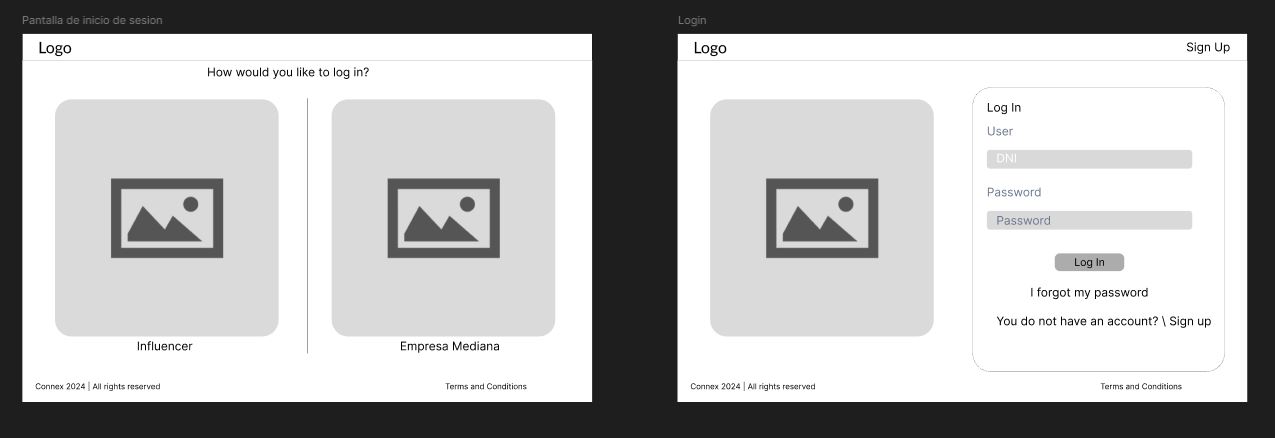 Pantalla de inicio de sesion
Logo
How would you like to log in?
Influencer
Empresa Mediana
Connex 2024 | All rights reserved
Terms and Conditions
Login
Logo
Sign Up
Log In
User
DNI
Password
Password
Log In
I forgot my password
You do not have an account? \ Sign up
Connex 2024 | All rights reserved
Terms and Conditions